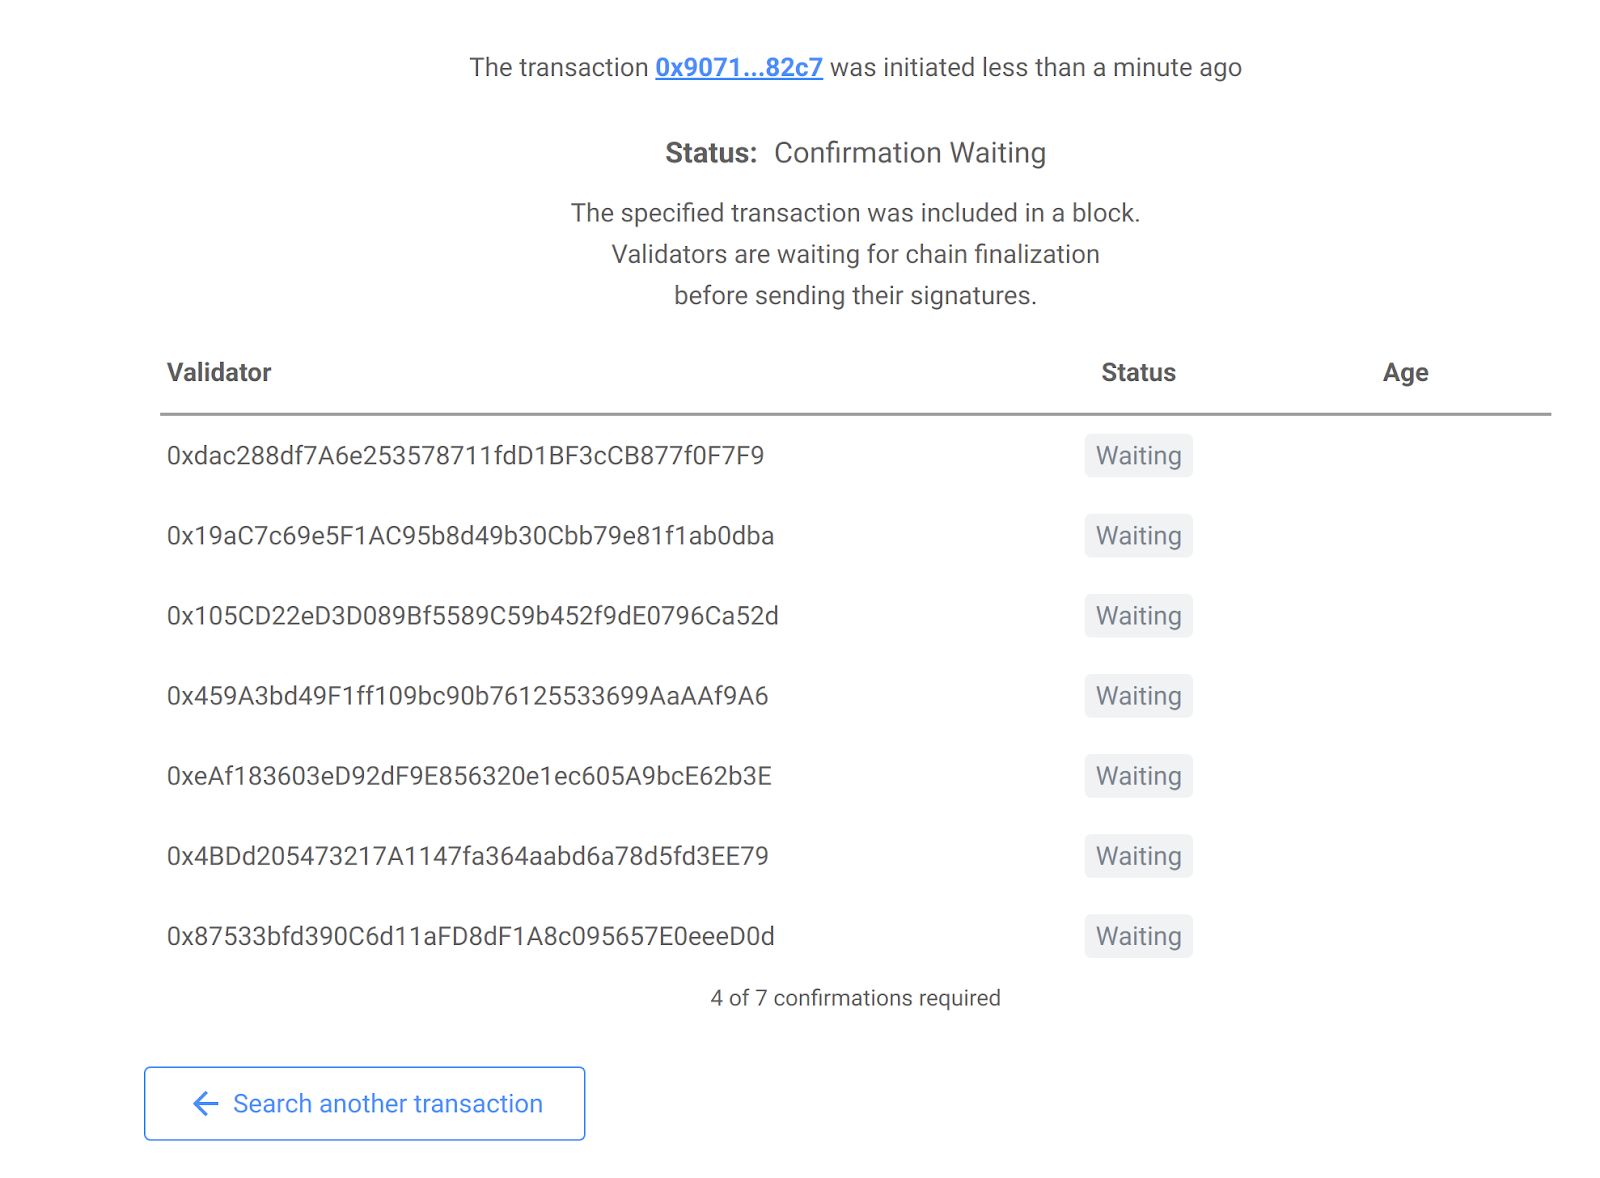 The transaction 0x9071...82c7 was initiated less than a minute ago
Status: Confirmation Waiting
The specified transaction was included in a block.
Validators are waiting for chain finalization
before sending their signatures.
Validator Status Age
0xdac288df7A6e253578711fdD1BF3cCB877f0F7F9 Waiting
0x19aC7c69e5F1AC95b8d49b30Cbb79e81f1ab0dba Waiting
0x105CD22eD3D089Bf5589C59b452f9dE0796Ca52d Waiting
0x459A3bd49F1ff109bc90b76125533699AaAAf9A6 Waiting
0xeAf183603eD92dF9E856320e1ec605A9bcE62b3E Waiting
0x4BDd205473217A1147fa364aabd6a78d5fd3EE79 Waiting
0x87533bfd390C6d11aFD8dF1A8c095657E0eeeD0d Waiting
4 of 7 confirmations required
← Search another transaction